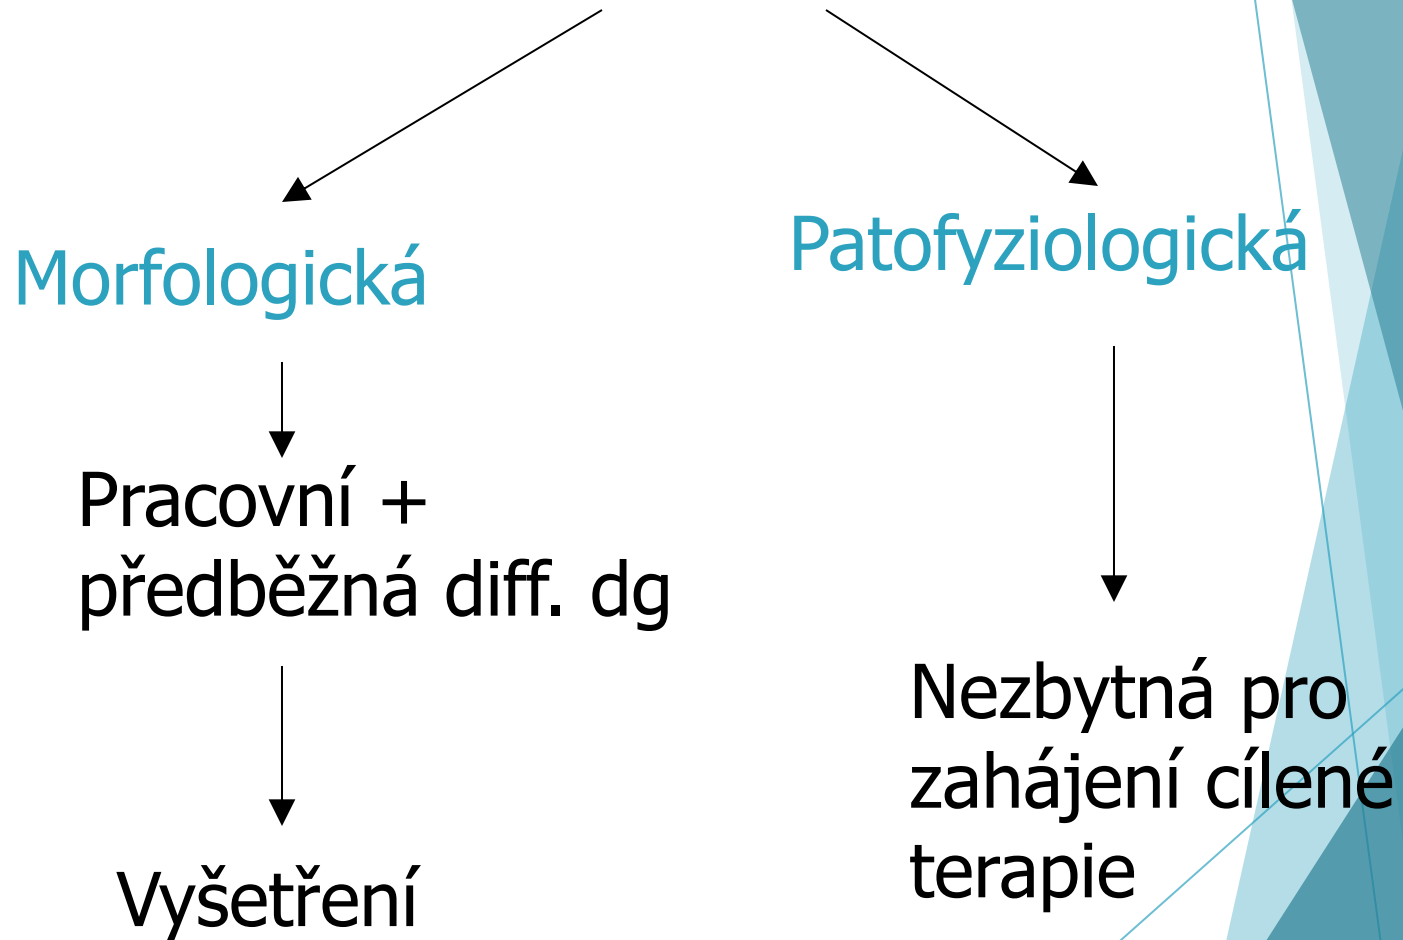 Morfologická
Pracovní +
předběžná diff. dg
Vyšetření
Patofyziologická
Nezbytná pro
zahájení cílené
terapie